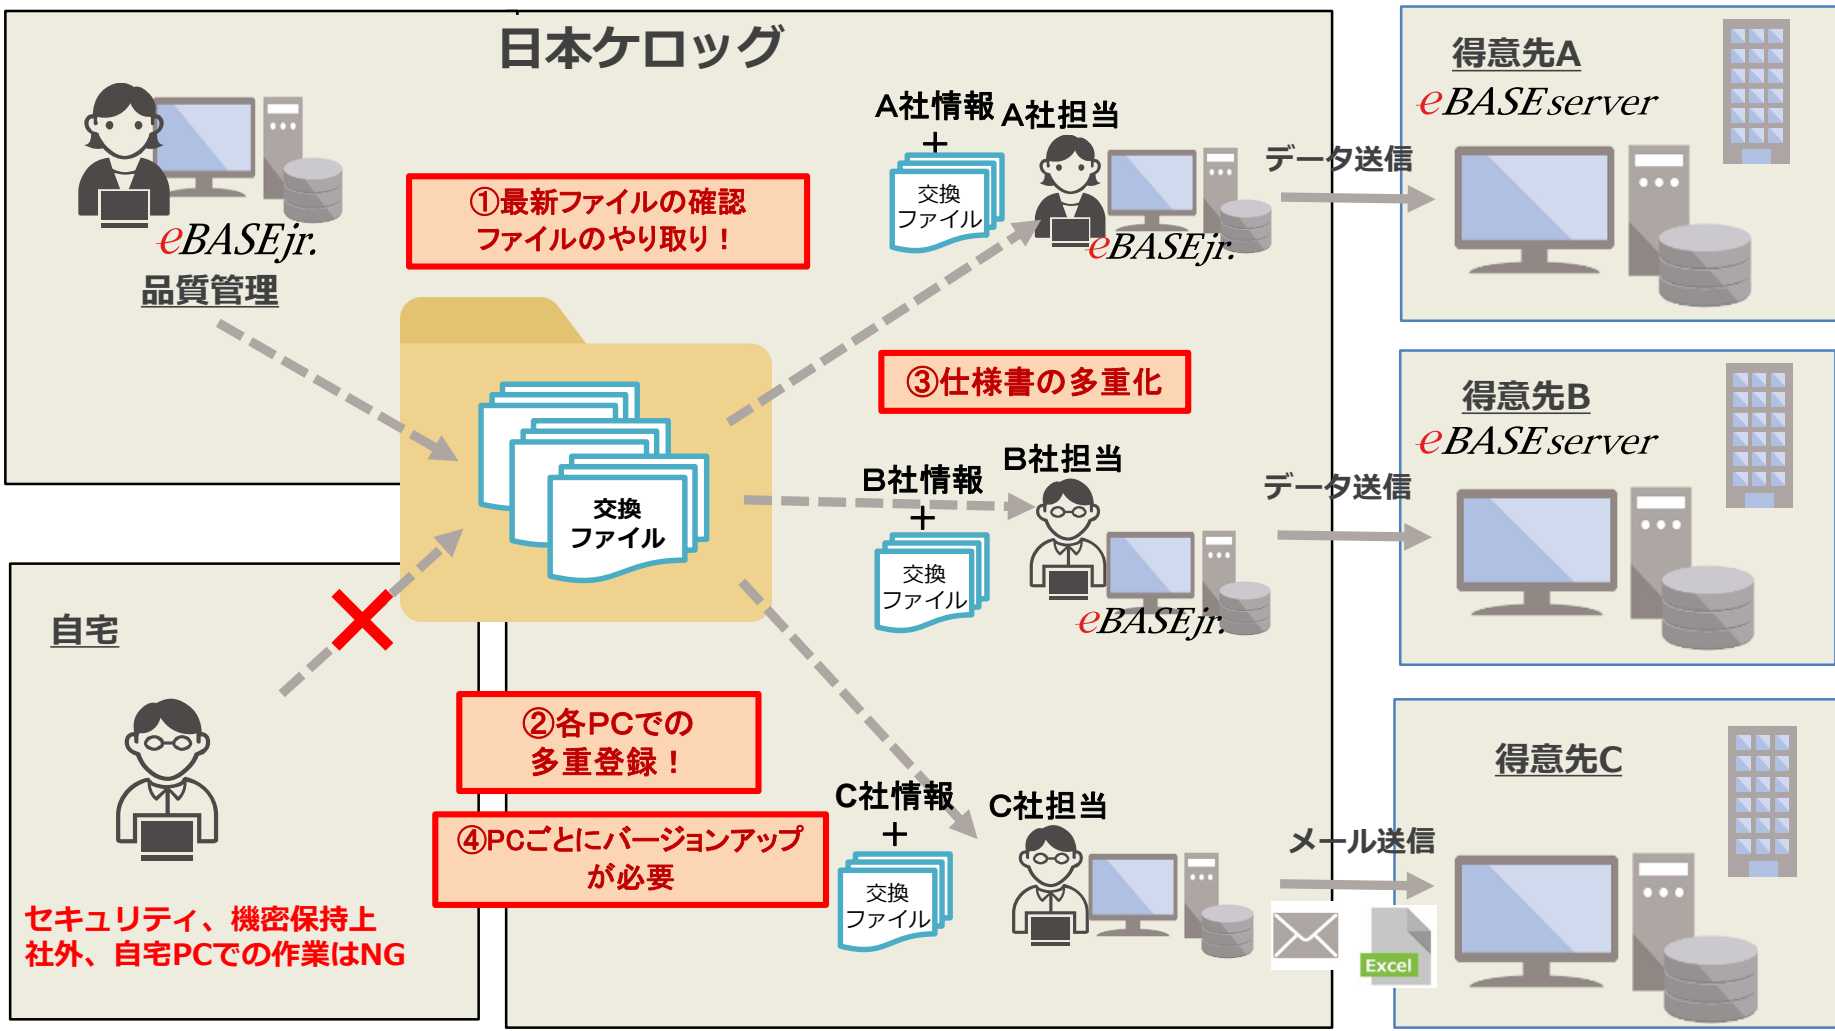 日本ケロッグ
eBASEjr.
品質管理
①最新ファイルの確認
ファイルのやり取り！
A社情報
+
交換
ファイル
A社担当
eBASEjr.
データ送信
得意先A
eBASEserver
③仕様書の多重化
交換
ファイル
B社情報
+
交換
ファイル
B社担当
eBASEjr.
データ送信
得意先B
eBASEserver
自宅
セキュリティ、機密保持上
社外、自宅PCでの作業はNG
②各PCでの
多重登録！
④PCごとにバージョンアップ
が必要
C社情報
+
交換
ファイル
C社担当
メール送信
Excel
得意先C